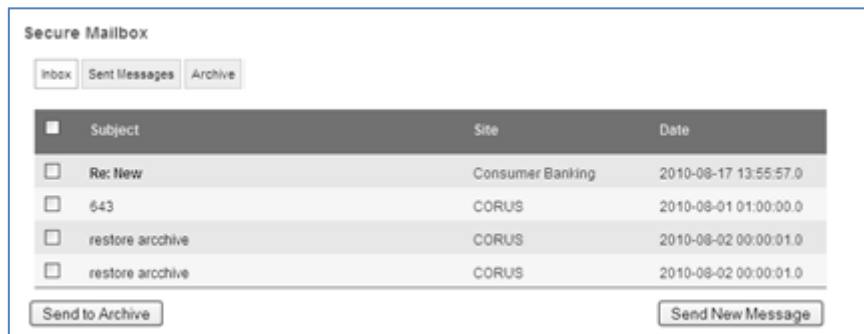 Secure Mailbox
Inbox Sent Messages Archive
Subject Site Date
Re: New Consumer Banking 2010-08-17 13:55:57.0
643 CORUS 2010-08-01 01:00:00.0
restore arcchive CORUS 2010-08-02 00:00:01.0
restore arcchive CORUS 2010-08-02 00:00:01.0
Send to Archive Send New Message